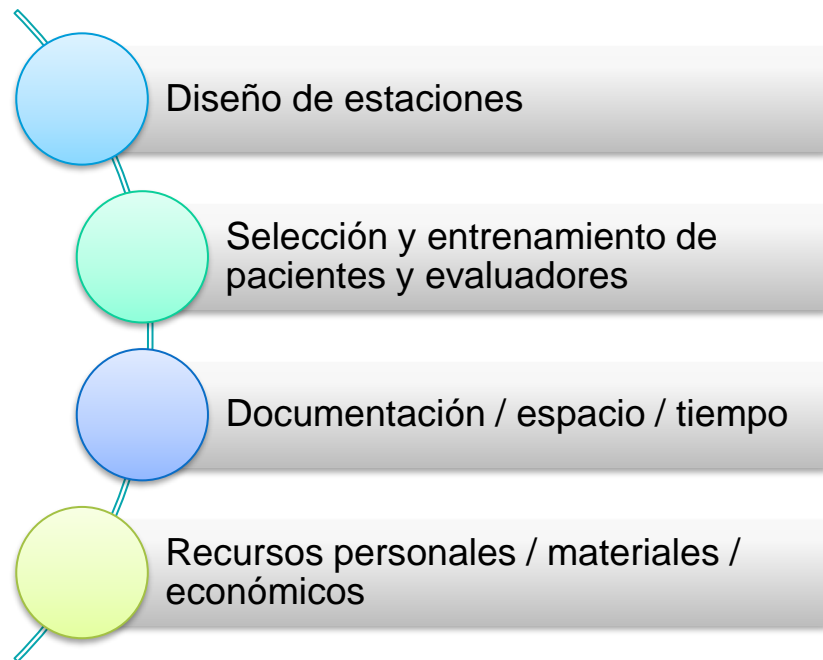 Diseño de estaciones
Selección y entrenamiento de
pacientes y evaluadores
Documentación / espacio / tiempo
Recursos personales / materiales /
económicos